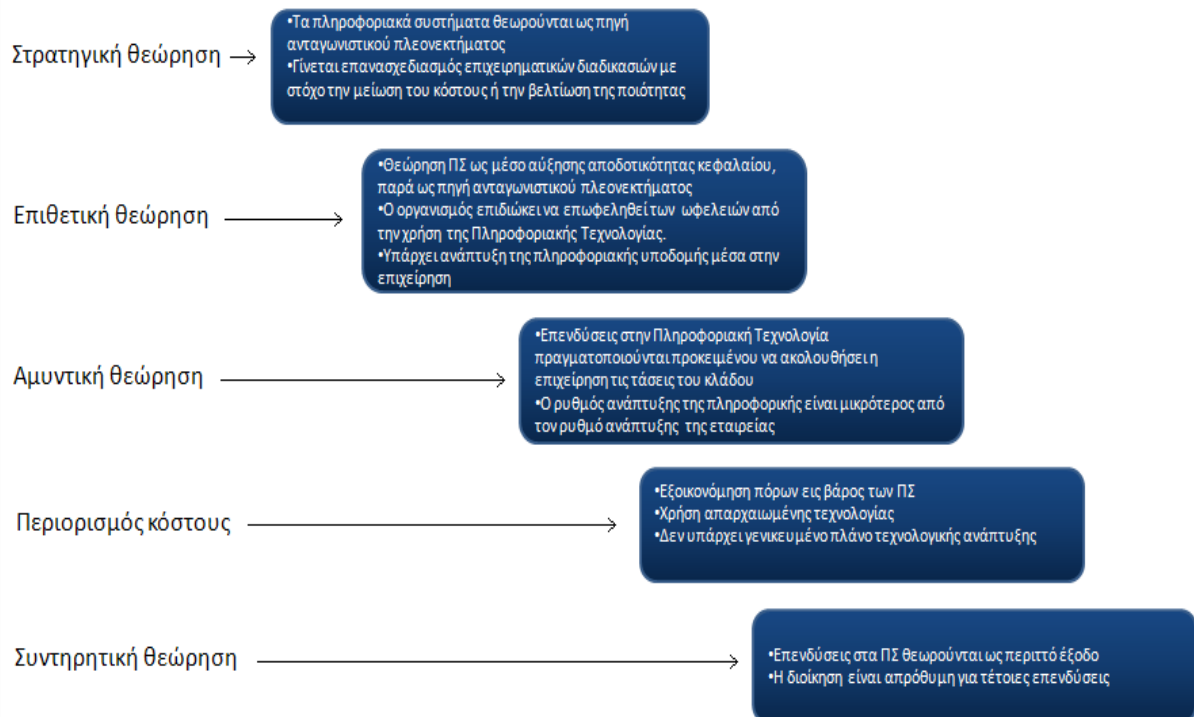 Στρατηγική θεώρηση
•Τα πληροφοριακά συστήματα θεωρούνται ως πηγή
ανταγωνιστικού πλεονεκτήματος
•Γίνεται επανασχεδιασμός επιχειρηματικών διαδικασιών με
στόχο την μείωση του κόστους ή την βελτίωση της ποιότητας
Επιθετική θεώρηση
•Θεώρηση ΠΣ ως μέσο αύξησης αποδοτικότητας κεφαλαίου,
παρά ως πηγή ανταγωνιστικού πλεονεκτήματος
•Ο οργανισμός επιδιώκει να επωφεληθεί των ωφελειών από
την χρήση της Πληροφοριακής Τεχνολογίας.
•Υπάρχει ανάπτυξη της πληροφοριακής υποδομής μέσα στην
επιχείρηση
Αμυντική θεώρηση
•Επενδύσεις στην Πληροφοριακή Τεχνολογία
πραγματοποιούνται προκειμένου να ακολουθήσει η
επιχείρηση τις τάσεις του κλάδου
•Ο ρυθμός ανάπτυξης της πληροφορικής είναι μικρότερος από
τον ρυθμό ανάπτυξης της εταιρείας
Περιορισμός κόστους
•Εξοικονόμηση πόρων εις βάρος των ΠΣ
•Χρήση απαρχαιωμένης τεχνολογίας
•Δεν υπάρχει γενικευμένο πλάνο τεχνολογικής ανάπτυξης
Συντηρητική θεώρηση
•Επενδύσεις στα ΠΣ θεωρούνται ως περιττό έξοδο
•Η διοίκηση είναι απρόθυμη για τέτοιες επενδύσεις